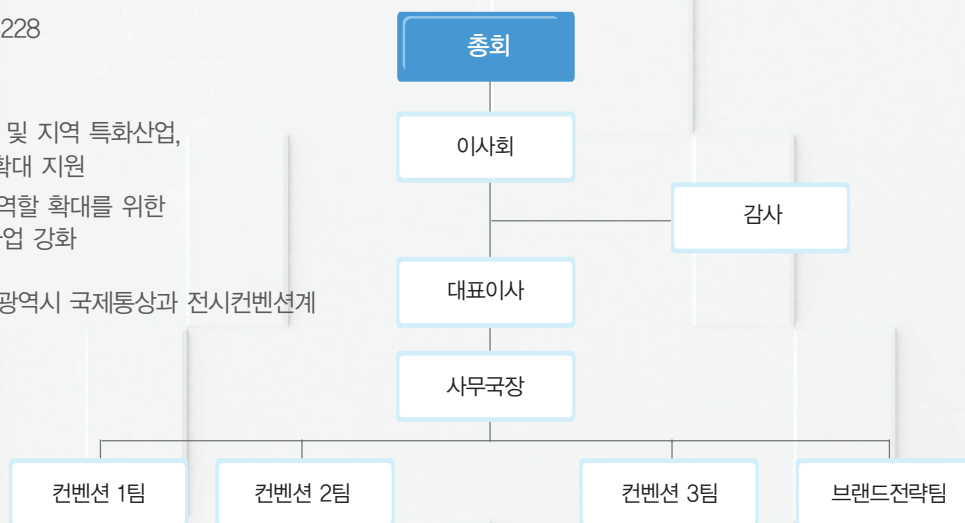 228
및 지역 특화산업,
확대 지원
역할 확대를 위한
업 강화
광역시 국제통상과 전시컨벤션계
총회
이사회
감사
대표이사
사무국장
컨벤션 1팀
컨벤션 2팀
컨벤션 3팀
브랜드전략팀